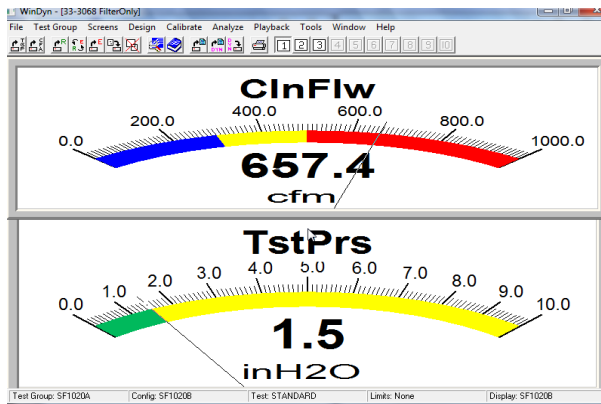 WinDyn - [33-3068 FilterOnly]
File Test Group Screens Design Calibrate Analyze Playback Tools Window Help
1 2 3 4 5 6 7 8 9 10
ClnFlw
0.0 200.0 400.0 600.0 800.0 1000.0
657.4
cfm
TstPrs
0.0 1.0 2.0 3.0 4.0 5.0 6.0 7.0 8.0 9.0 10.0
1.5
inH2O
Test Group: SF1020A Config: SF1020B Test: STANDARD Limits: None Display: SF1020B